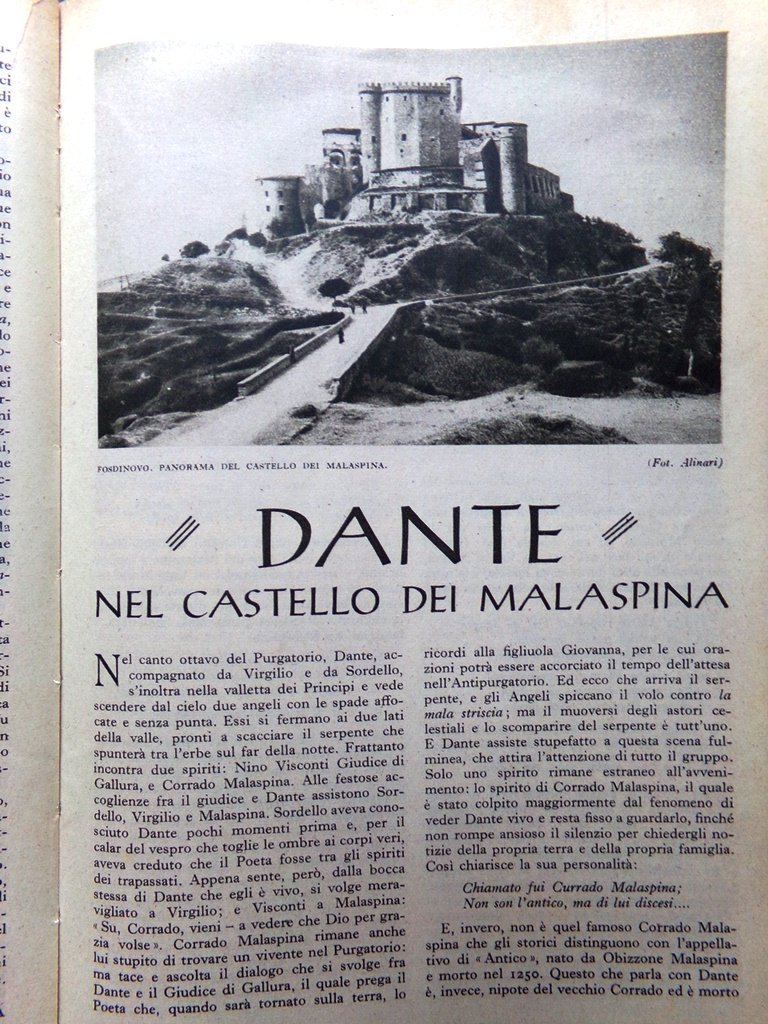 FOSDINOVO. PANORAMA DEL CASTELLO DEI MALASPINA.
(Fot. Alinari)
DANTE
NEL CASTELLO DEI MALASPINA
Nel canto ottavo del Purgatorio, Dante, ac-
compagnato da Virgilio e da Sordello,
s'inoltra nella valletta dei Principi e vede
scendere dal cielo due angeli con le spade affo-
cate e senza punta. Essi si fermano ai due lati
della valle, pronti a scacciare il serpente che
spunterà tra l'erbe sul far della notte. Frattanto
incontra due spiriti: Nino Visconti Giudice di
Gallura, e Corrado Malaspina. Alle festose ac-
coglienze fra il giudice e Dante assistono Sor-
dello, Virgilio e Malaspina. Sordello aveva cono-
sciuto Dante pochi momenti prima e, per il
calar del vespro che toglie le ombre ai corpi veri,
aveva creduto che il Poeta fosse tra gli spiriti
dei trapassati. Appena sente, però, dalla bocca
stessa di Dante che egli è vivo, si volge mera-
vigliato a Virgilio; e Visconti a Malaspina:
« Su, Corrado, vieni – a vedere che Dio per gra-
zia volse ». Corrado Malaspina rimane anche
lui stupito di trovare un vivente nel Purgatorio:
ma tace e ascolta il dialogo che si svolge fra
Dante e il Giudice di Gallura, il quale prega il
Poeta che, quando sarà tornato sulla terra, lo
ricordi alla figliuola Giovanna, per le cui ora-
zioni potrà essere accorciato il tempo dell'attesa
nell'Antipurgatorio. Ed ecco che arriva il ser-
pente, e gli Angeli spiccano il volo contro la
mala striscia; ma il muoversi degli astori ce-
lestiali e lo scomparire del serpente è tutt'uno.
E Dante assiste stupefatto a questa scena ful-
minea, che attira l'attenzione di tutto il gruppo.
Solo uno spirito rimane estraneo all'avveni-
mento: lo spirito di Corrado Malaspina, il quale
è stato colpito maggiormente dal fenomeno di
veder Dante vivo e resta fisso a guardarlo, finché
non rompe ansioso il silenzio per chiedergli no-
tizie della propria terra e della propria famiglia.
Così chiarisce la sua personalità:
Chiamato fui Currado Malaspina;
Non son l'antico, ma di lui discesi....
E, invero, non è quel famoso Corrado Mala-
spina che gli storici distinguono con l'appella-
tivo di « Antico », nato da Obizzone Malaspina
e morto nel 1250. Questo che parla con Dante
è, invece, nipote del vecchio Corrado ed è morto